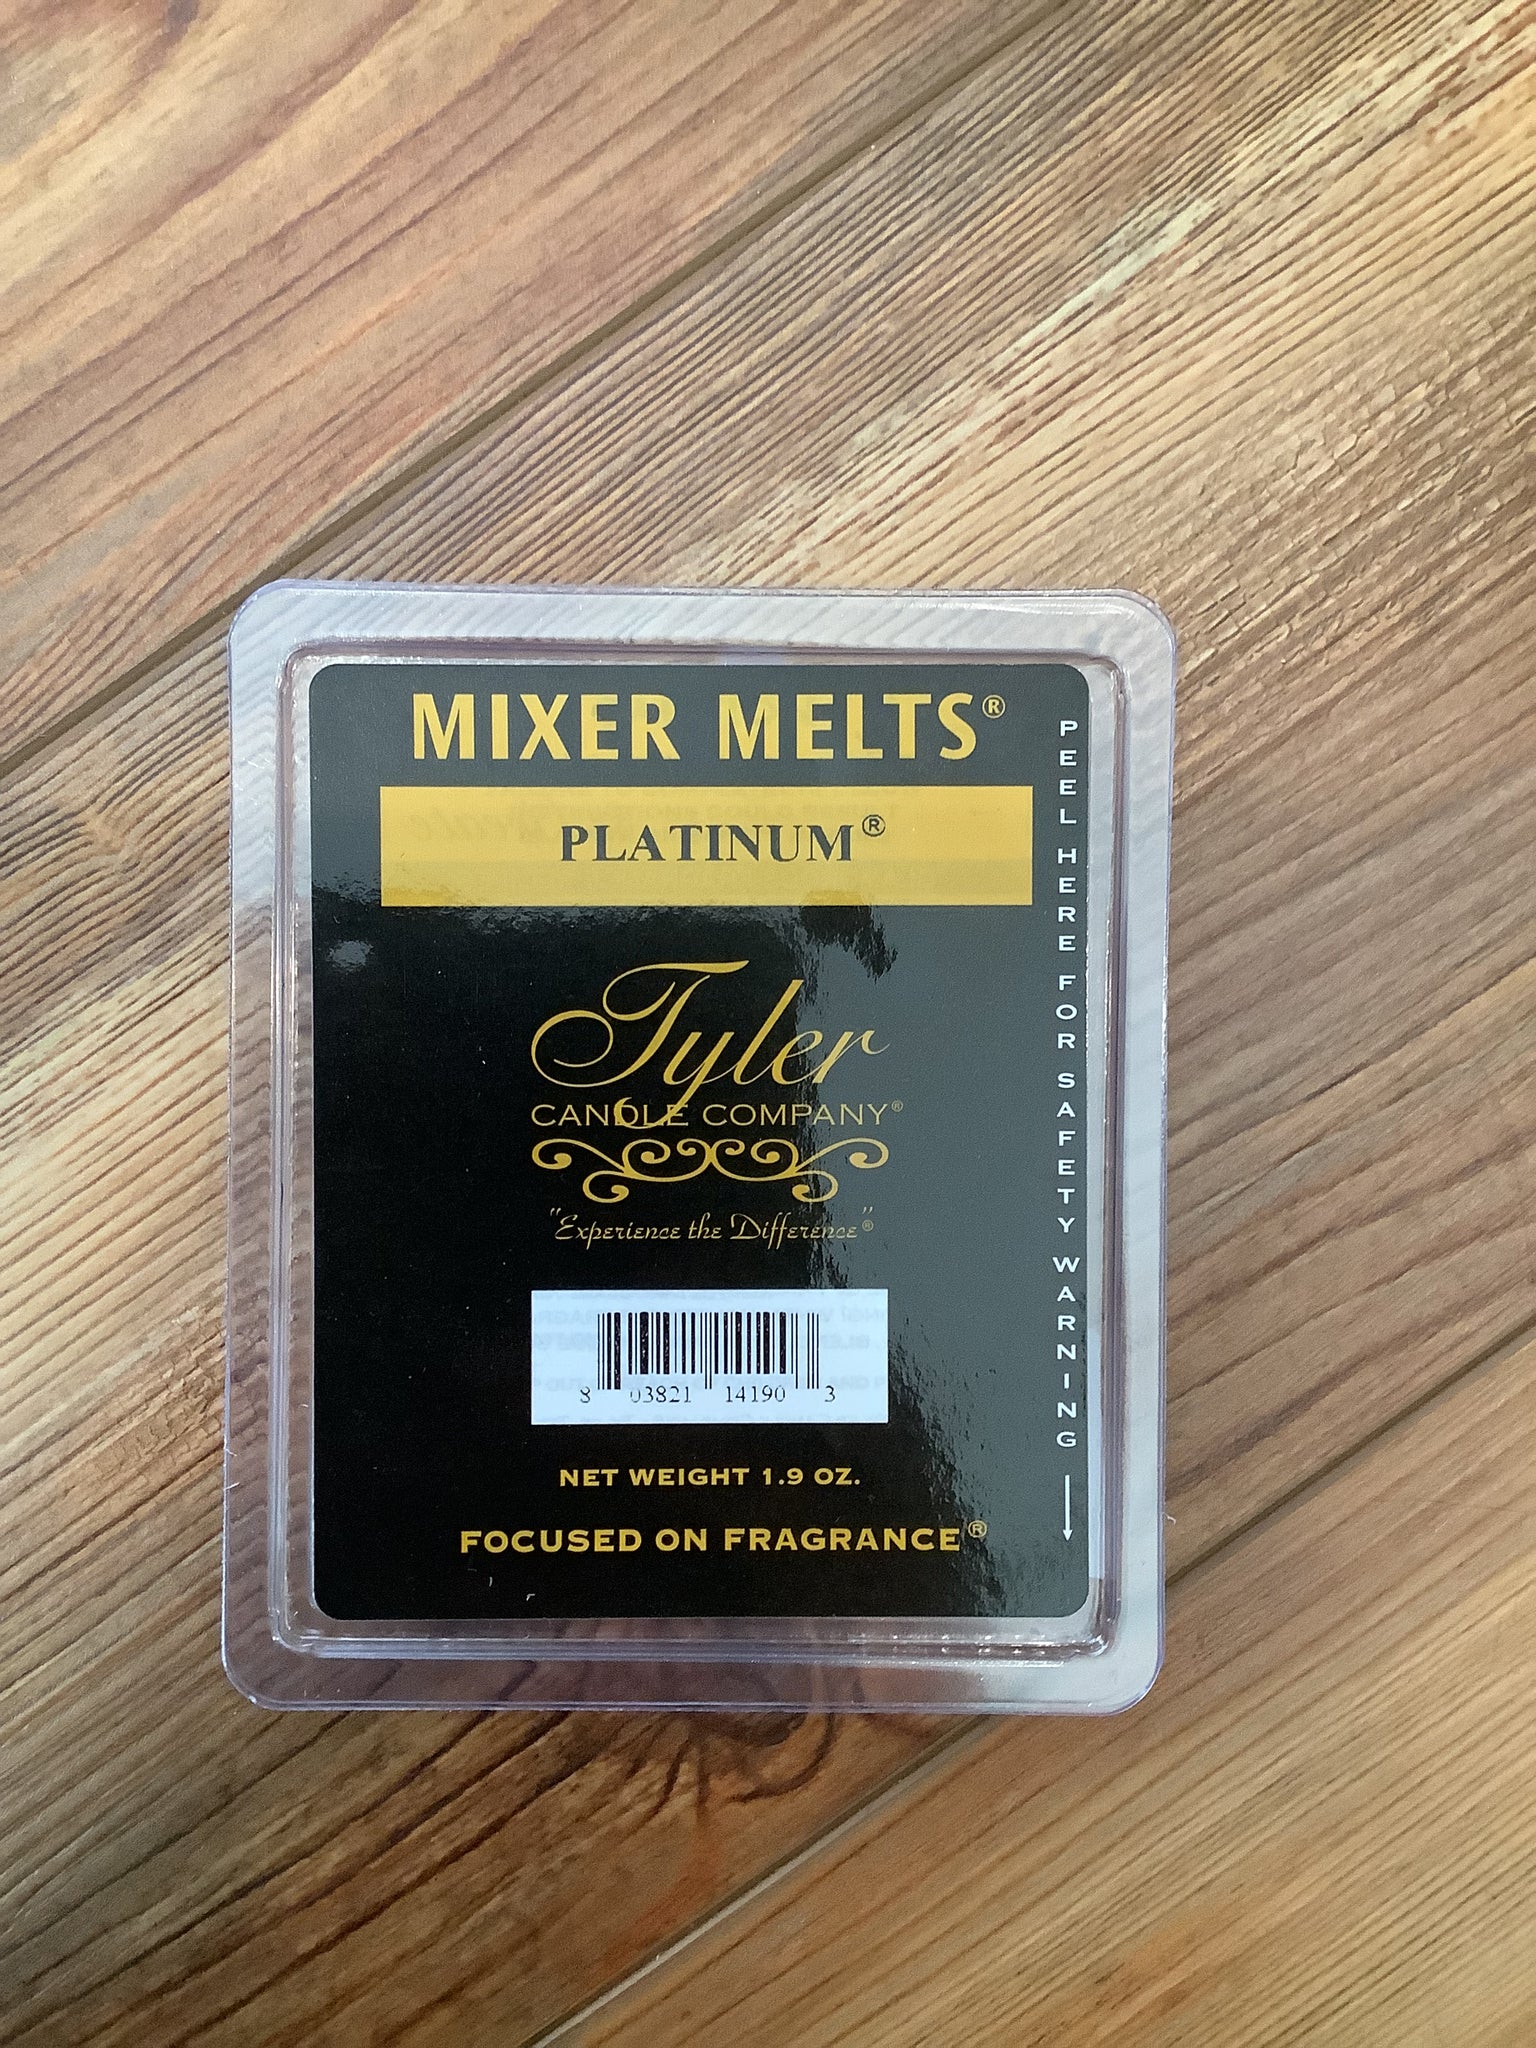 MIXER MELTS®
PLATINUM®
Tyler
CANDLE COMPANY®
"Experience the Difference"®
8 03821 14190 3
NET WEIGHT 1.9 OZ.
FOCUSED ON FRAGRANCE®
PEEL HERE FOR SAFETY WARNING